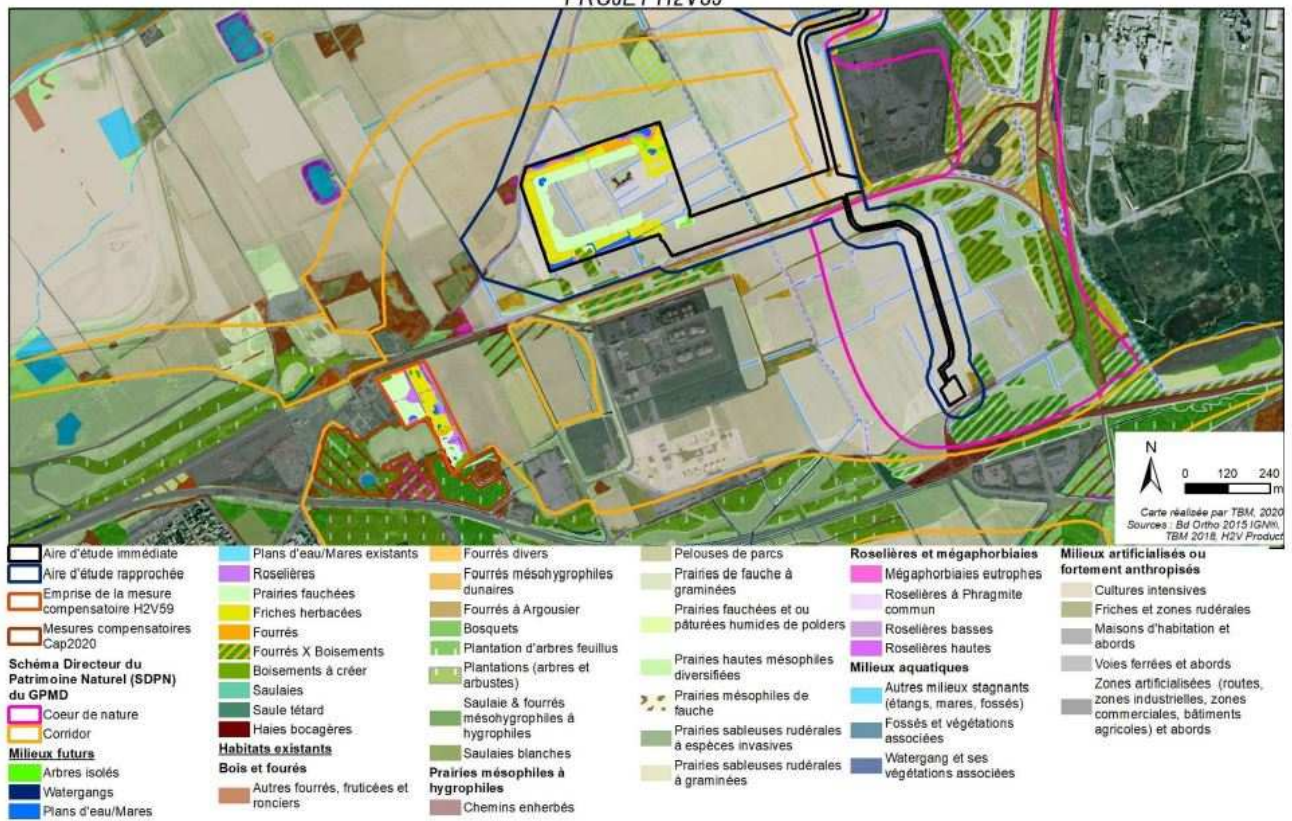 PROJET H2V59
N
0 120 240
m
Carte réalisée par TBM, 2020
Sources : Bd Ortho 2015 IGN®,
TBM 2018, H2V Product
Aire d'étude immédiate
Aire d'étude rapprochée
Emprise de la mesure
compensatoire H2V59
Mesures compensatoires
Cap2020
Schéma Directeur du
Patrimoine Naturel (SDPN)
du GPMD
Coeur de nature
Corridor
Milieux futurs
Arbres isolés
Watergangs
Plans d'eau/Mares
Plans d'eau/Mares existants
Roselières
Prairies fauchées
Friches herbacées
Fourrés
Fourrés X Boisements
Boisements à créer
Saulaies
Saule tétard
Haies bocagères
Habitats existants
Bois et fourés
Autres fourrés, fruticées et
ronciers
Fourrés divers
Fourrés mésohygrophiles
dunaires
Fourrés à Argousier
Bosquets
Plantation d'arbres feuillus
Plantations (arbres et
arbustes)
Saulaie & fourrés
mésohygrophiles à
hygrophiles
Saulaies blanches
Prairies mésophiles à
hygrophiles
Chemins enherbés
Pelouses de parcs
Prairies de fauche à
graminées
Prairies fauchées et ou
pâturées humides de polders
Prairies hautes mésophiles
diversifiées
Prairies mésophiles de
fauche
Prairies sableuses rudérales
à espèces invasives
Prairies sableuses rudérales
à graminées
Roselières et mégaphorbiaies
Mégaphorbiaies eutrophes
Roselières à Phragmite
commun
Roselières basses
Roselières hautes
Milieux aquatiques
Autres milieux stagnants
(étangs, mares, fossés)
Fossés et végétations
associées
Watergang et ses
végétations associées
Milieux artificialisés ou
fortement anthropisés
Cultures intensives
Friches et zones rudérales
Maisons d'habitation et
abords
Voies ferrées et abords
Zones artificialisées (routes,
zones industrielles, zones
commerciales, bâtiments
agricoles) et abords